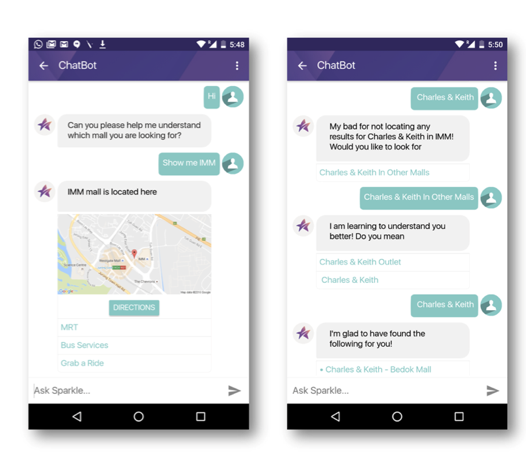 5:48
ChatBot
Hi
Can you please help me understand
which mall you are looking for?
Show me IMM
IMM mall is located here
DIRECTIONS
MRT
Bus Services
Grab a Ride
Ask Sparkle...
5:50
ChatBot
Charles & Keith
My bad for not locating any
results for Charles & Keith in IMM!
Would you like to look for
Charles & Keith In Other Malls
Charles & Keith In Other Malls
I am learning to understand you
better! Do you mean
Charles & Keith Outlet
Charles & Keith
Charles & Keith
I'm glad to have found the
following for you!
• Charles & Keith - Bedok Mall
Ask Sparkle...